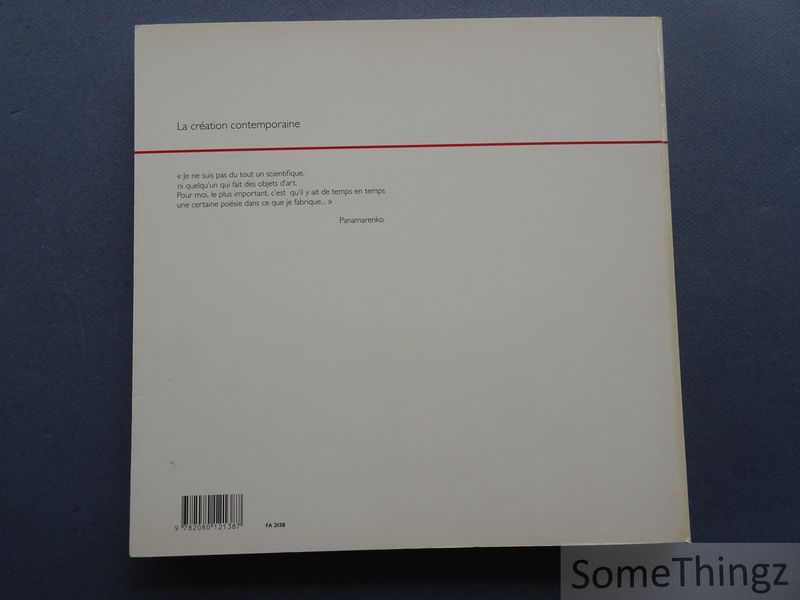 La création contemporaine
« Je ne suis pas du tout un scientifique,
ni quelqu'un qui fait des objets d'art.
Pour moi, le plus important, c'est qu'il y ait de temps en temps
une certaine poésie dans ce que je fabrique... »
Panamarenko
9 782080 121387
FA 2138
SomeThingz